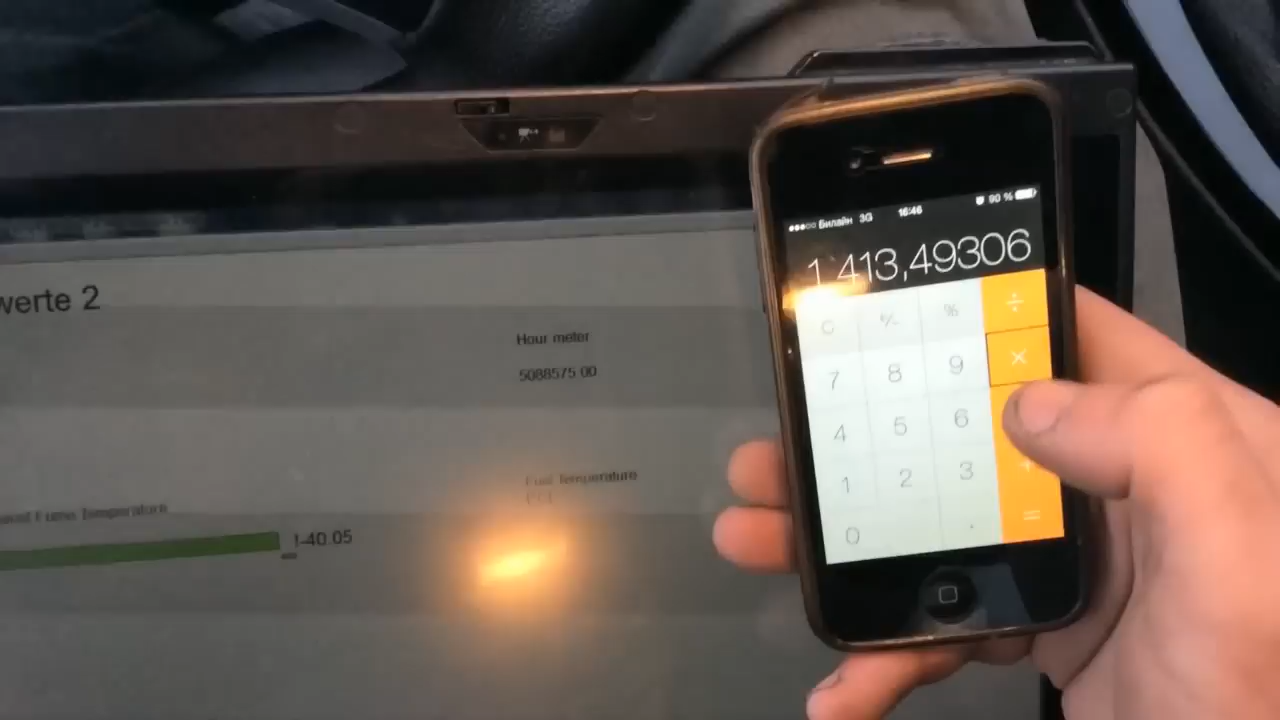 werte 2
Hour meter
5088575 00
Fuel Temperature
[°C]
Temperature
!-40.05
Билайн 3G 16:46 90 %
1 413,49306
C +/- % ÷
7 8 9 ×
4 5 6
1 2 3 +
0 . =